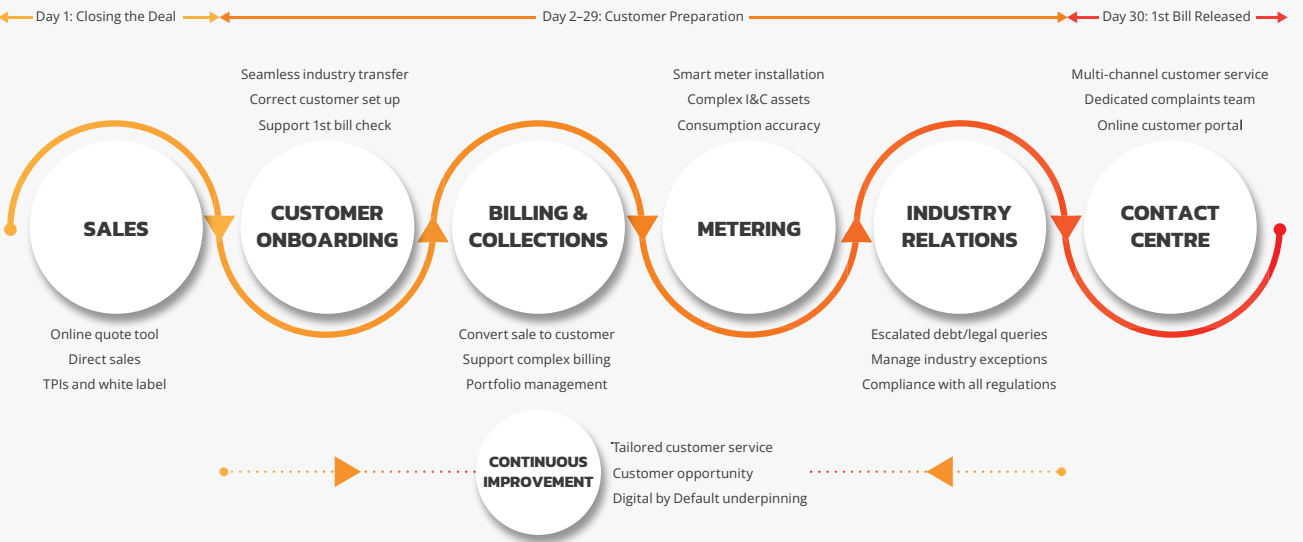 Day 1: Closing the Deal
Day 2–29: Customer Preparation
Day 30: 1st Bill Released
SALES
Online quote tool
Direct sales
TPIs and white label
Seamless industry transfer
Correct customer set up
Support 1st bill check
CUSTOMER
ONBOARDING
BILLING &
COLLECTIONS
Convert sale to customer
Support complex billing
Portfolio management
Smart meter installation
Complex I&C assets
Consumption accuracy
METERING
INDUSTRY
RELATIONS
Escalated debt/legal queries
Manage industry exceptions
Compliance with all regulations
Multi-channel customer service
Dedicated complaints team
Online customer portal
CONTACT
CENTRE
CONTINUOUS
IMPROVEMENT
Tailored customer service
Customer opportunity
Digital by Default underpinning